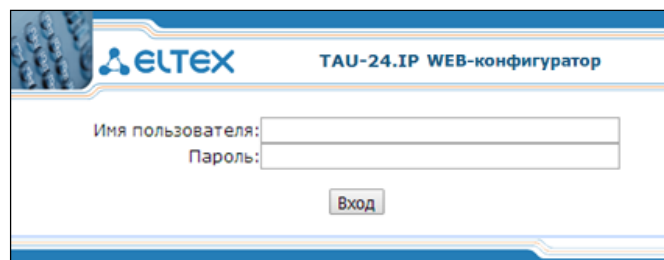 ELTEX
TAU-24.IP WEB-конфигуратор
Имя пользователя:
Пароль:
Вход